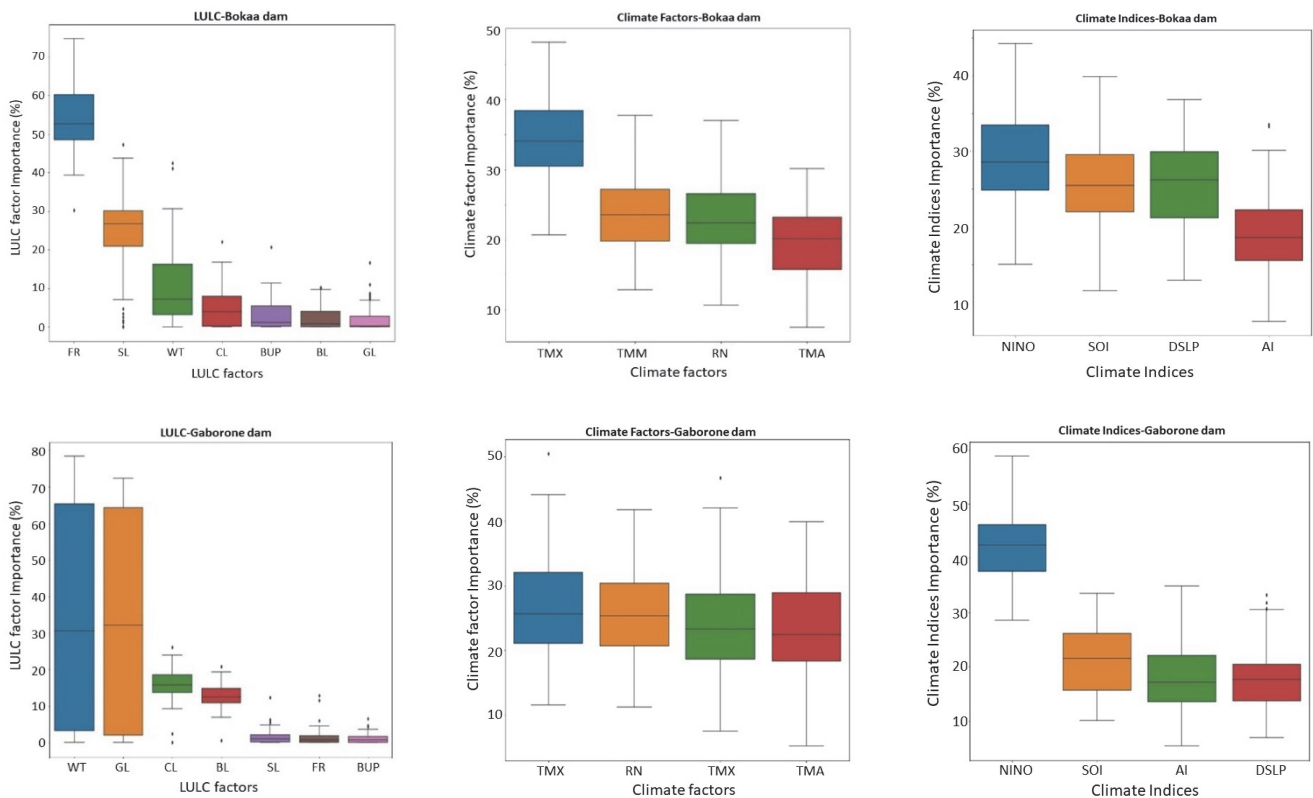 LULC-Bokaa dam
LULC factor Importance (%)
70
60
50
40
30
20
10
0
FR SL WT CL BUP BL GL
LULC factors
Climate Factors-Bokaa dam
Climate factor Importance (%)
50
40
30
20
10
TMX TMM RN TMA
Climate factors
Climate Indices-Bokaa dam
Climate Indices Importance (%)
40
30
20
10
NINO SOI DSLP AI
Climate Indices
LULC-Gaborone dam
LULC factor Importance (%)
80
70
60
50
40
30
20
10
0
WT GL CL BL SL FR BUP
LULC factors
Climate Factors-Gaborone dam
Climate factor Importance (%)
50
40
30
20
10
TMX RN TMX TMA
Climate factors
Climate Indices-Gaborone dam
Climate Indices Importance (%)
60
50
40
30
20
10
NINO SOI AI DSLP
Climate Indices